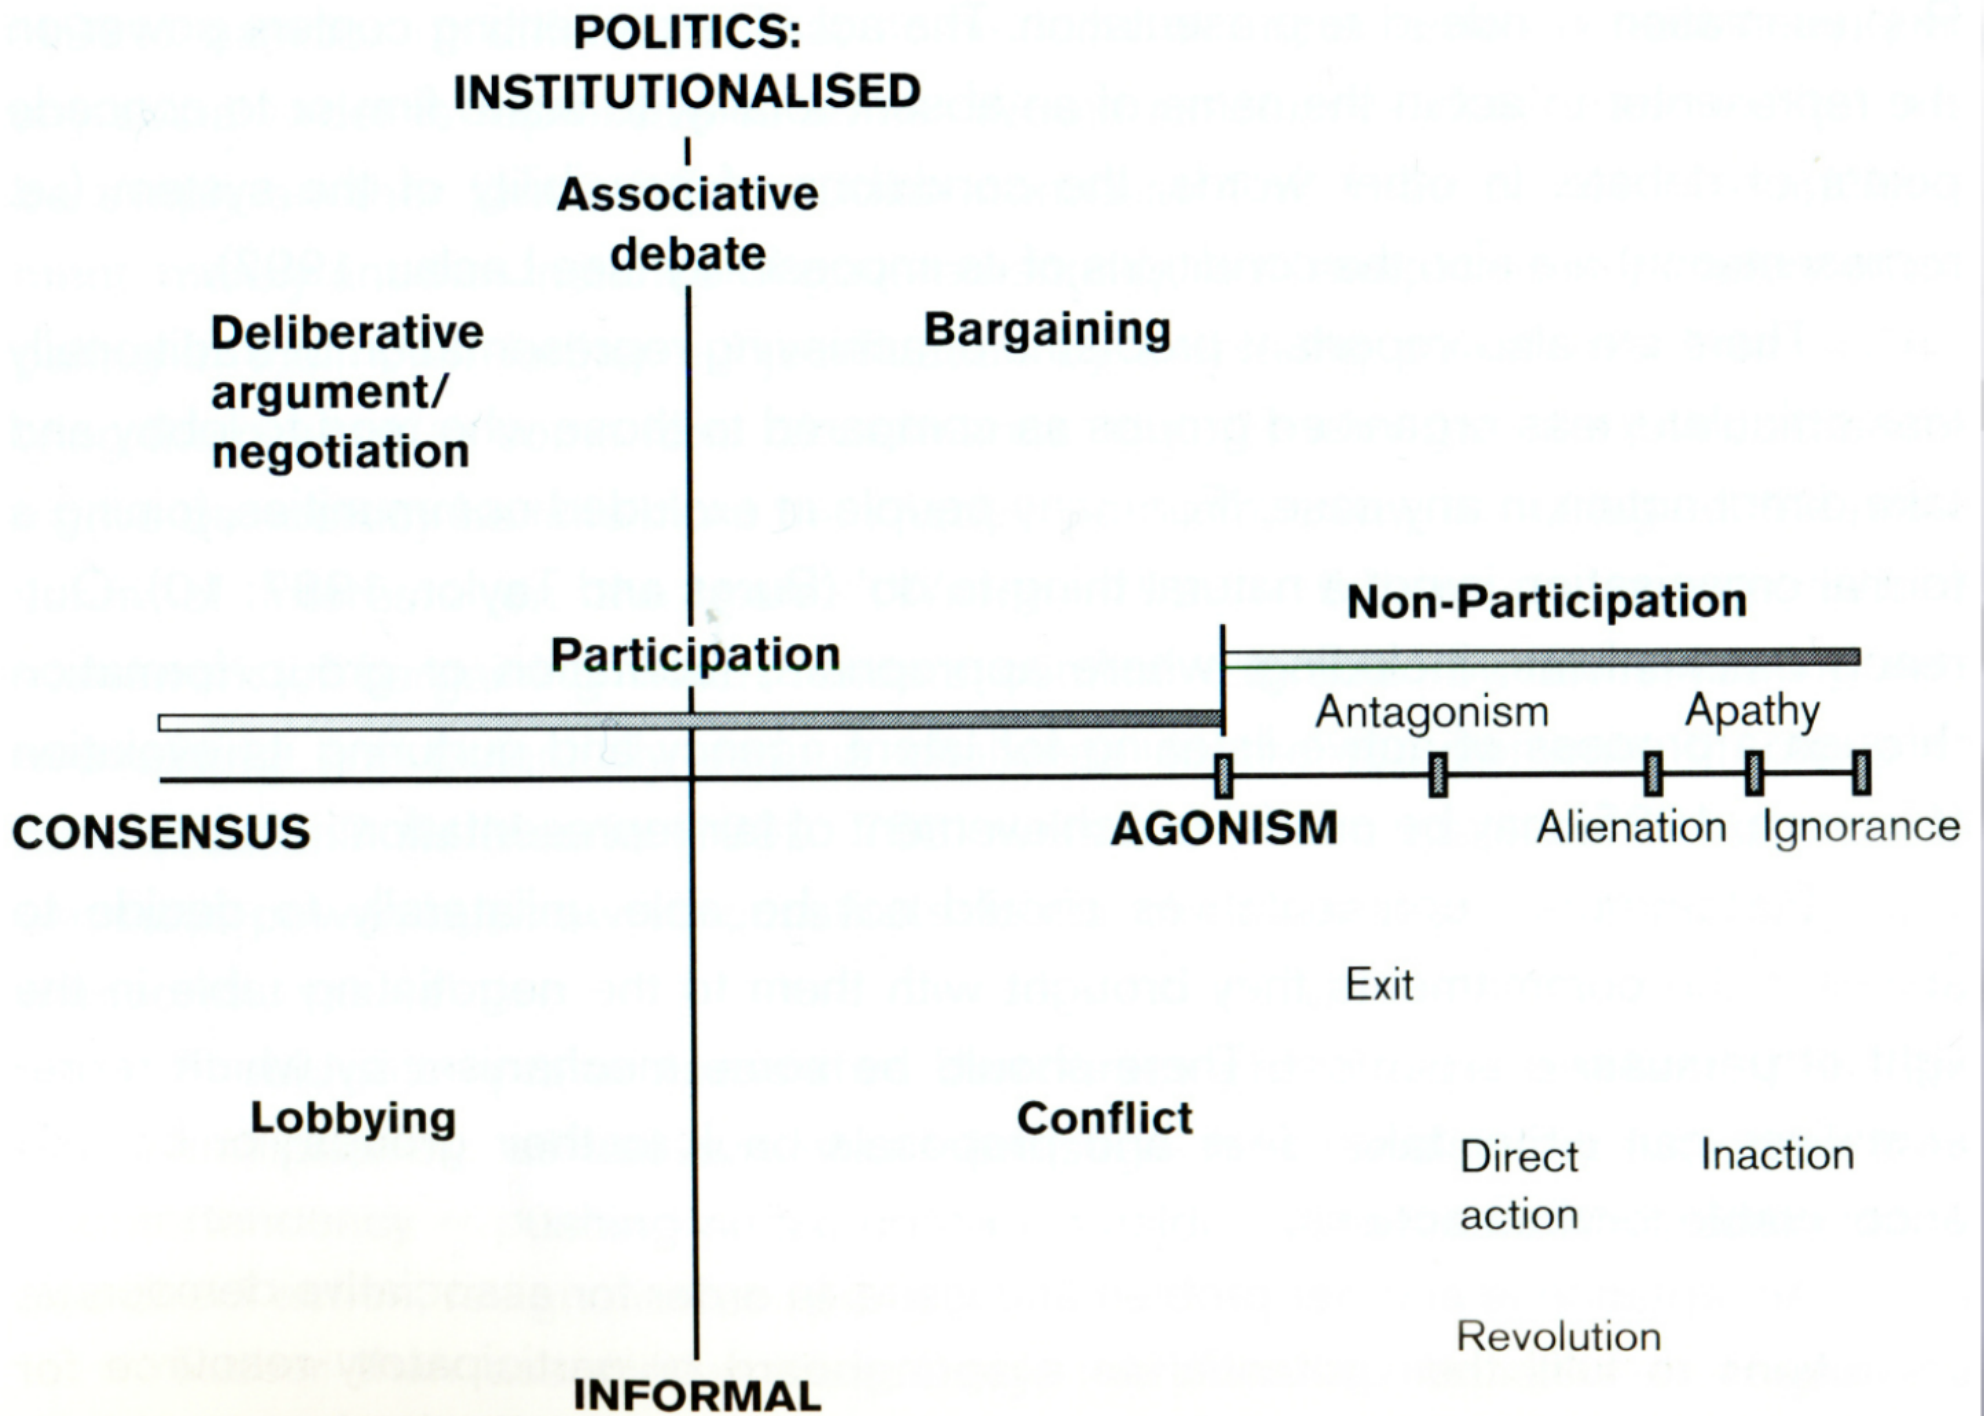 POLITICS:
INSTITUTIONALISED
Associative
debate
Deliberative
argument/
negotiation
Bargaining
Non-Participation
Participation
Antagonism
Apathy
CONSENSUS
AGONISM
Alienation
Ignorance
Exit
Lobbying
Conflict
Direct
action
Inaction
Revolution
INFORMAL